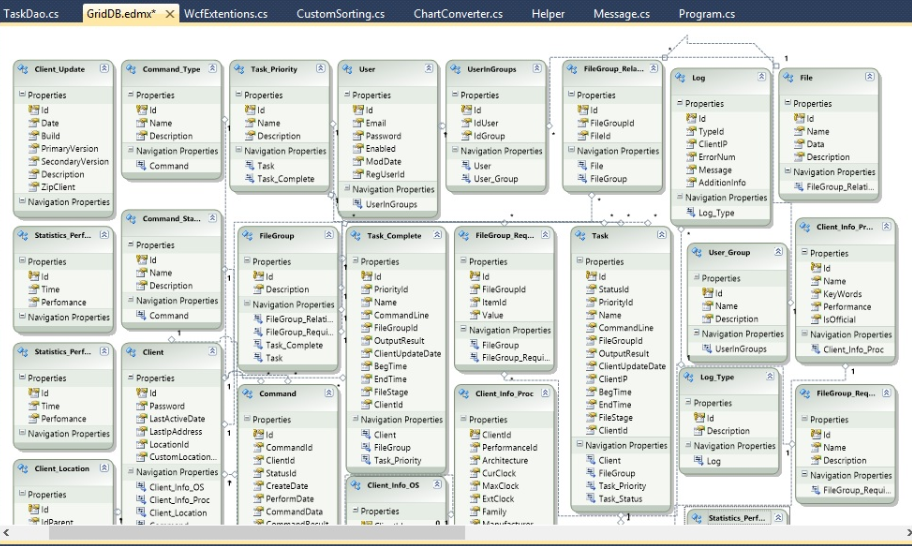 TaskDao.cs
GridDB.edmx*
WcfExtentions.cs
CustomSorting.cs
ChartConverter.cs
Helper
Message.cs
Program.cs
Client_Update
Properties
Id
Date
Build
PrimaryVersion
SecondaryVersion
Description
ZipClient
Navigation Properties
Command_Type
Properties
Id
Name
Description
Navigation Properties
Command
Task_Priority
Properties
Id
Name
Description
Navigation Properties
Task
Task_Complete
User
Properties
Id
Email
Password
Enabled
ModDate
RegUserId
Navigation Properties
UserInGroups
UserInGroups
Properties
Id
IdUser
IdGroup
Navigation Properties
User
User_Group
FileGroup_Rela...
Properties
Id
FileGroupId
FileId
Navigation Properties
File
FileGroup
Log
Properties
Id
TypeId
ClientIP
ErrorNum
Message
AdditionInfo
Navigation Properties
Log_Type
File
Properties
Id
Name
Data
Description
Navigation Properties
FileGroup_Relati...
Statistics_Perf...
Properties
Id
Time
Perfomance
Navigation Properties
Command_Sta...
Properties
Id
Name
Description
Navigation Properties
Command
FileGroup
Properties
Id
Description
Navigation Properties
FileGroup_Relati...
FileGroup_Requi...
Task_Complete
Task
Task_Complete
Properties
Id
PriorityId
Name
CommandLine
FileGroupId
OutputResult
ClientUpdateDate
BegTime
EndTime
FileStage
ClientId
Navigation Properties
Client
FileGroup
Task_Priority
FileGroup_Req...
Properties
Id
FileGroupId
ItemId
Value
Navigation Properties
FileGroup
FileGroup_Requi...
Task
Properties
Id
StatusId
PriorityId
Name
CommandLine
FileGroupId
OutputResult
ClientUpdateDate
ClientIP
BegTime
EndTime
FileStage
ClientId
Navigation Properties
Client
FileGroup
Task_Priority
Task_Status
User_Group
Properties
Id
Name
Description
Navigation Properties
UserInGroups
Client_Info_Pr...
Properties
Id
Name
KeyWords
Performance
IsOfficial
Navigation Properties
Client_Info_Proc
Statistics_Perf...
Properties
Id
Time
Perfomance
Navigation Properties
Client
Properties
Id
Password
LastActiveDate
LastIpAddress
LocationId
CustomLocation...
Navigation Properties
Client_Info_OS
Client_Info_Proc
Client_Location
Command
Properties
Id
CommandId
ClientId
StatusId
CreateDate
PerformDate
CommandData
CommandResult
Client_Info_OS
Properties
Client_Info_Proc
Properties
ClientId
PerformanceId
Architecture
CurClock
MaxClock
ExtClock
Family
Manufacturer
Log_Type
Properties
Id
Description
Navigation Properties
Log
FileGroup_Req...
Properties
Id
Name
Description
Navigation Properties
FileGroup_Requi...
Client_Location
Properties
Id
IdParent
Statistics_Perf...